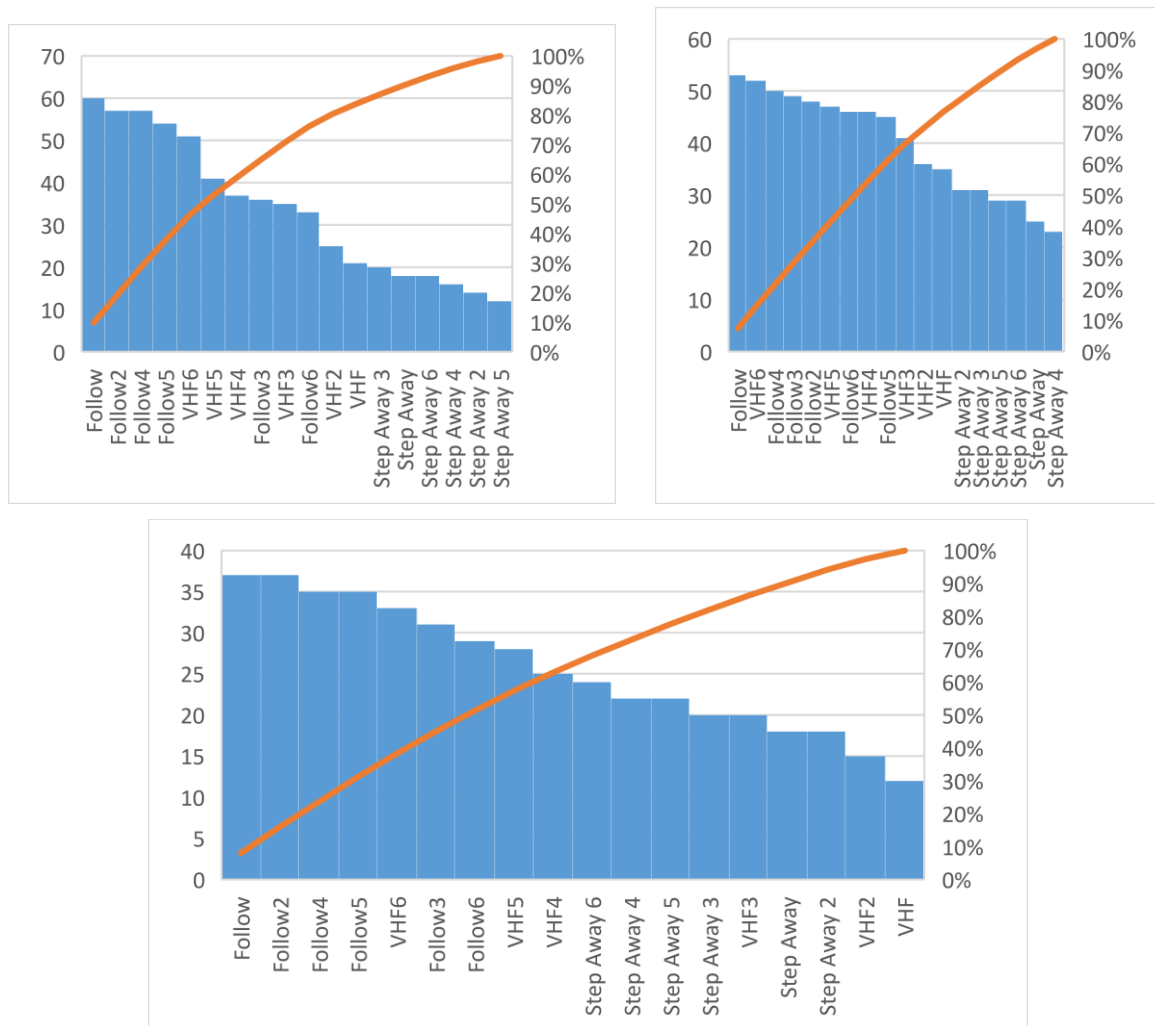 70
60
50
40
30
20
10
0
100%
90%
80%
70%
60%
50%
40%
30%
20%
10%
0%
Follow
Follow2
Follow4
Follow5
VHF6
VHF5
VHF4
Follow3
VHF3
Follow6
VHF2
VHF
Step Away 3
Step Away
Step Away 6
Step Away 4
Step Away 2
Step Away 5
60
50
40
30
20
10
0
100%
90%
80%
70%
60%
50%
40%
30%
20%
10%
0%
Follow
VHF6
Follow4
Follow3
Follow2
VHF5
Follow6
VHF4
Follow5
VHF3
VHF2
VHF
Step Away 2
Step Away 3
Step Away 5
Step Away 6
Step Away
Step Away 4
40
35
30
25
20
15
10
5
0
100%
90%
80%
70%
60%
50%
40%
30%
20%
10%
0%
Follow
Follow2
Follow4
Follow5
VHF6
Follow3
Follow6
VHF5
VHF4
Step Away 6
Step Away 4
Step Away 5
Step Away 3
VHF3
Step Away
Step Away 2
VHF2
VHF